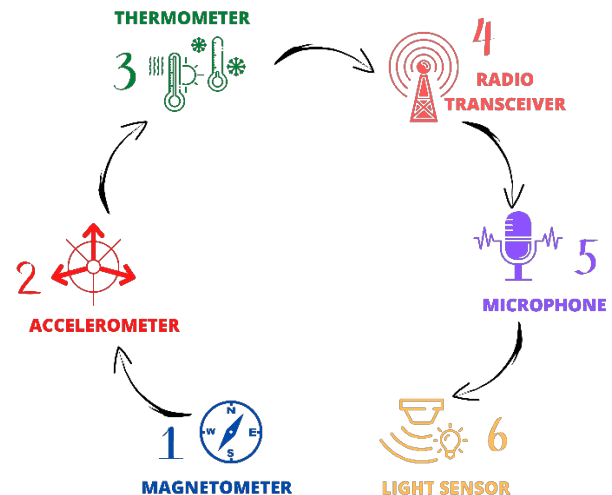 THERMOMETER
3
4
RADIO
TRANSCEIVER
2
ACCELEROMETER
5
MICROPHONE
1
N
W E
S
MAGNETOMETER
6
LIGHT SENSOR